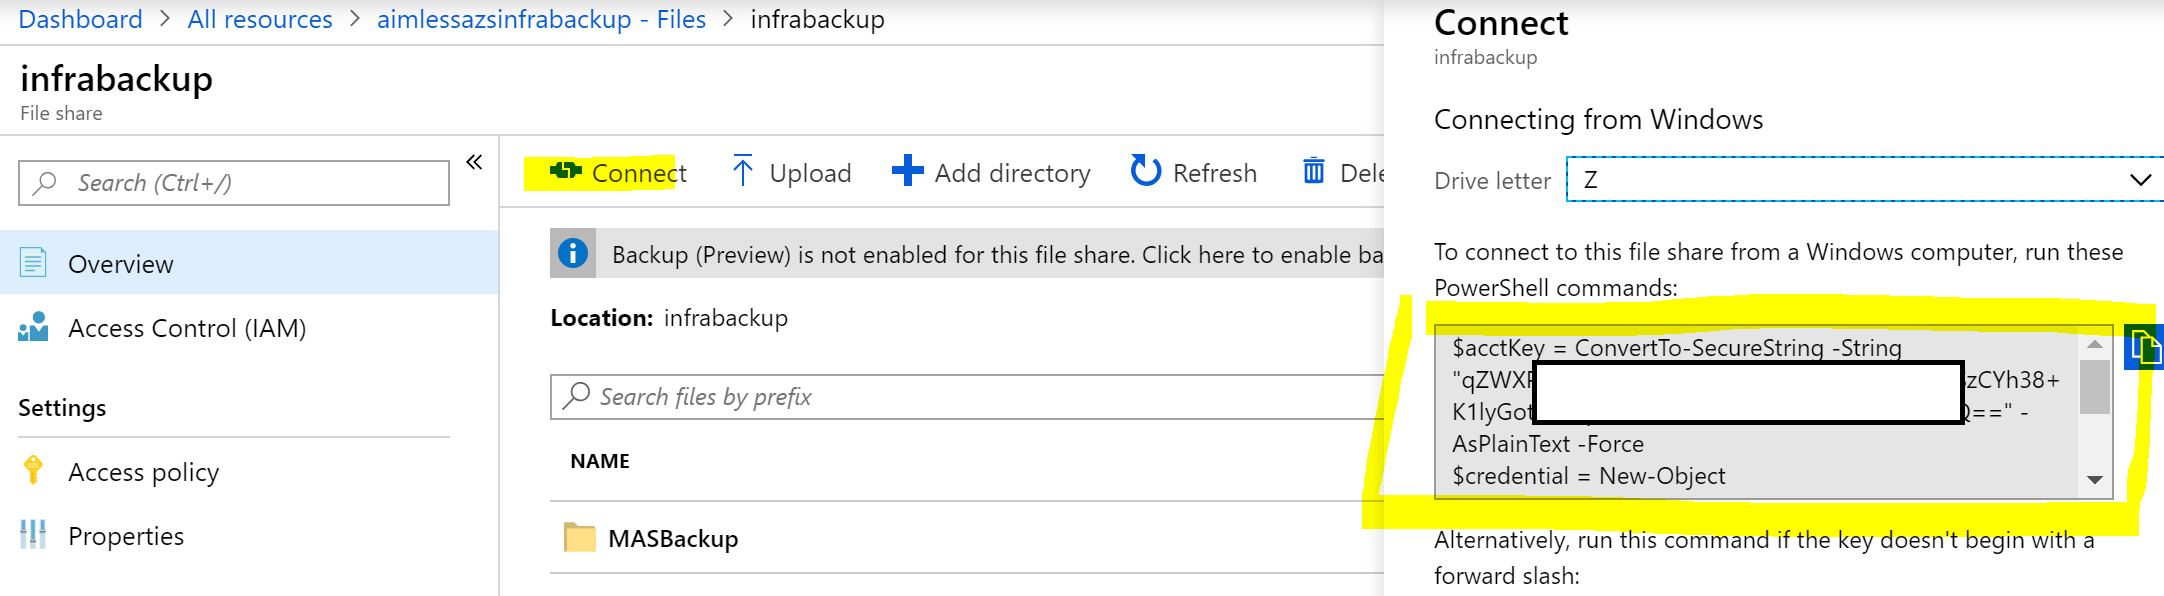 Dashboard > All resources > aimlessazsinfrabackup - Files > infrabackup
infrabackup
File share
Search (Ctrl+/)
«
Overview
Access Control (IAM)
Settings
Access policy
Properties
Connect
Upload
Add directory
Refresh
Dele
Backup (Preview) is not enabled for this file share. Click here to enable ba
Location: infrabackup
Search files by prefix
NAME
MASBackup
Connect
infrabackup
Connecting from Windows
Drive letter
Z
To connect to this file share from a Windows computer, run these
PowerShell commands:
$acctKey = ConvertTo-SecureString -String
"qZWX zCYh38+
K1lyGo Q==" -
AsPlainText -Force
$credential = New-Object
Alternatively, run this command if the key doesn't begin with a
forward slash: